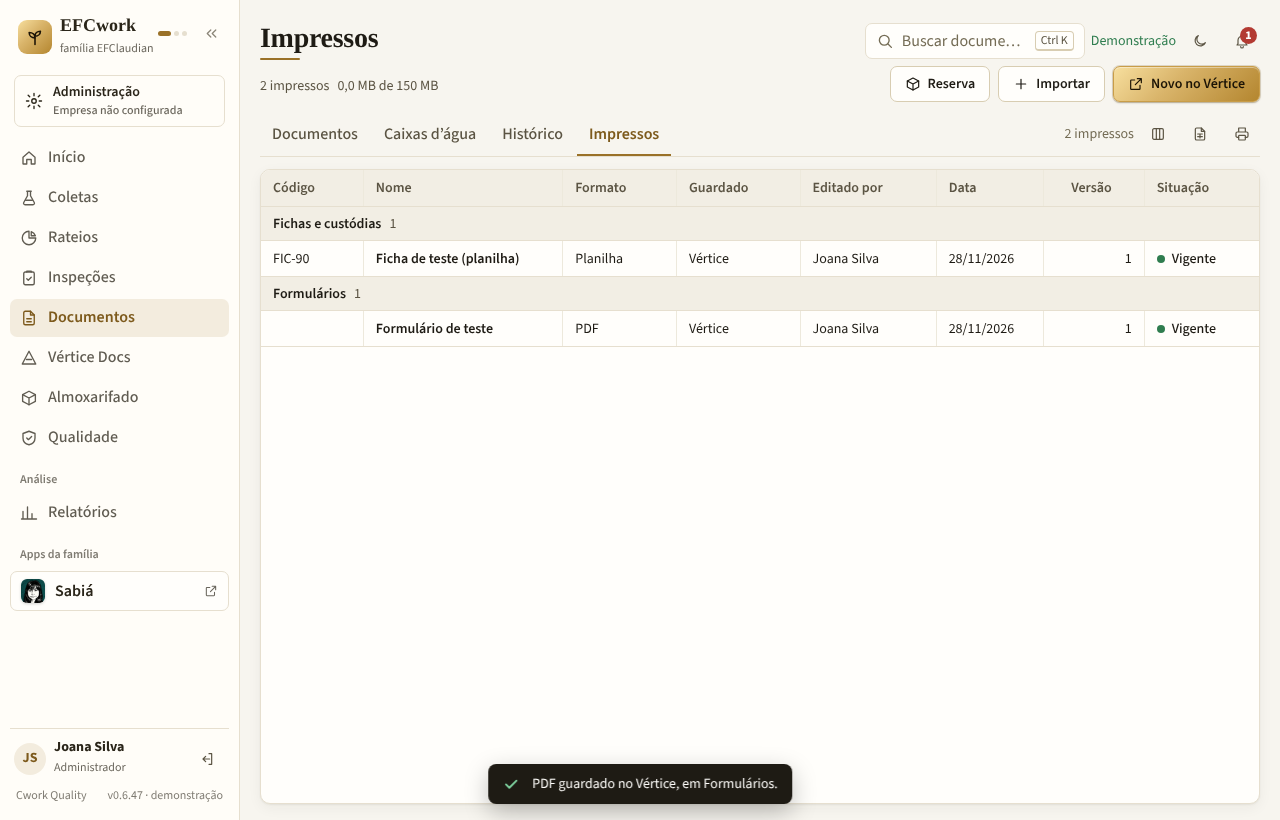 EFCwork
família EFClaudian
Administração
Empresa não configurada
Início
Coletas
Rateios
Inspeções
Documentos
Vértice Docs
Almoxarifado
Qualidade
Análise
Relatórios
Apps da família
Sabiá
JS
Joana Silva
Administrador
Cwork Quality v0.6.47 · demonstração
Impressos
Buscar docume… Ctrl K Demonstração 1
2 impressos 0,0 MB de 150 MB
Reserva Importar Novo no Vértice
Documentos Caixas d’água Histórico Impressos 2 impressos
Código Nome Formato Guardado Editado por Data Versão Situação
Fichas e custódias 1
FIC-90 Ficha de teste (planilha) Planilha Vértice Joana Silva 28/11/2026 1 Vigente
Formulários 1
Formulário de teste PDF Vértice Joana Silva 28/11/2026 1 Vigente
PDF guardado no Vértice, em Formulários.